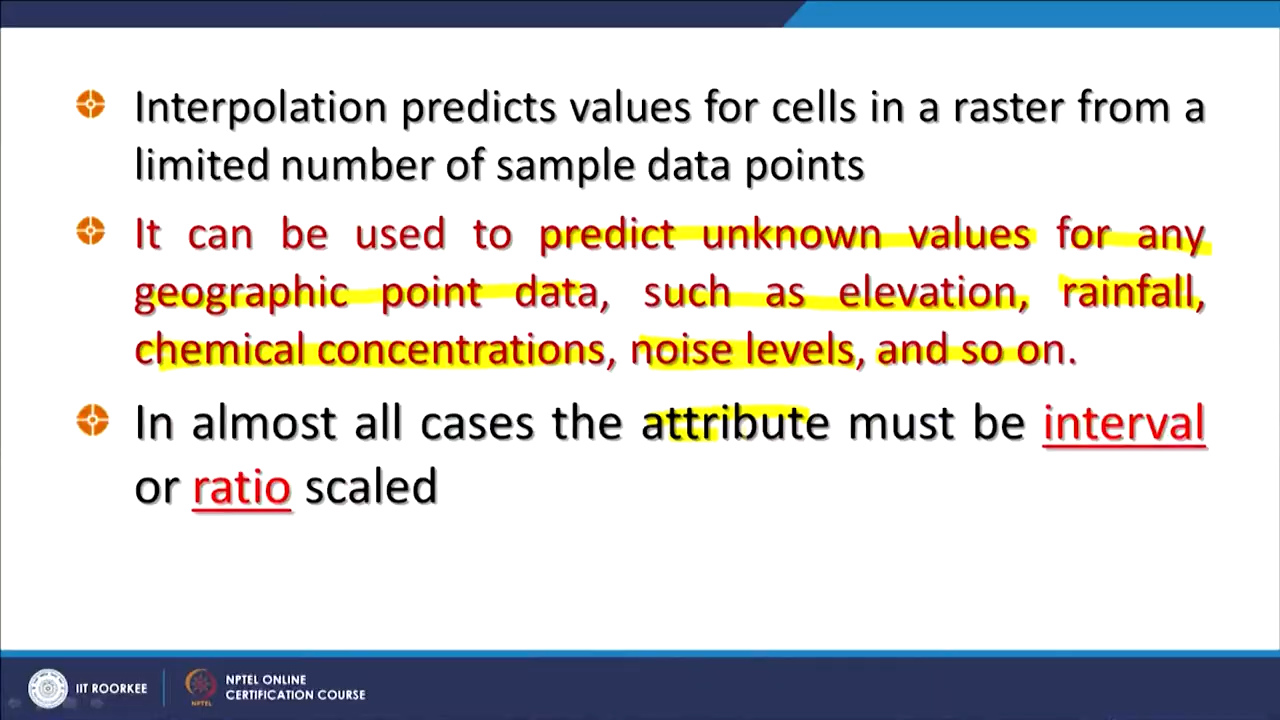 Interpolation predicts values for cells in a raster from a
limited number of sample data points
It can be used to predict unknown values for any
geographic point data, such as elevation, rainfall,
chemical concentrations, noise levels, and so on.
In almost all cases the attribute must be interval
or ratio scaled
IIT ROORKEE
NPTEL
NPTEL ONLINE
CERTIFICATION COURSE